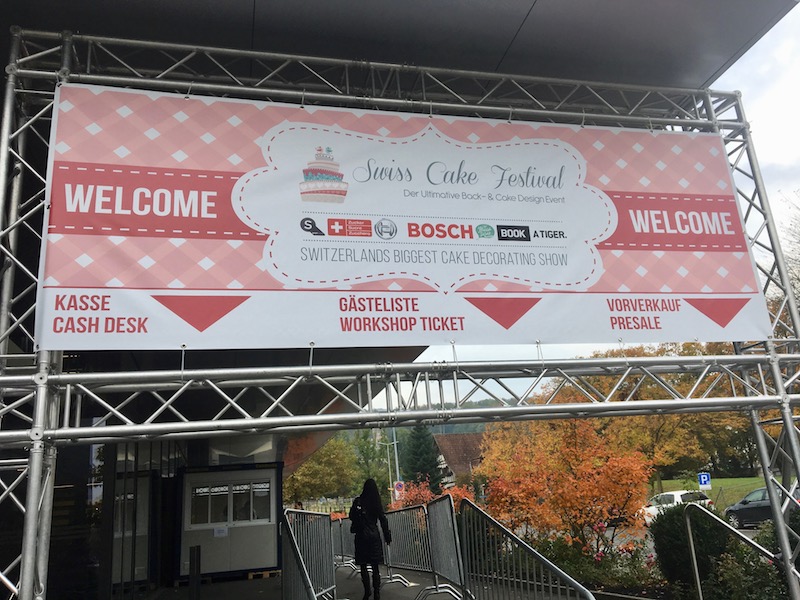 Swiss Cake Festival
Der Ultimative Back- & Cake Design Event
WELCOME
BOSCH BOOK A TIGER.
WELCOME
SWITZERLANDS BIGGEST CAKE DECORATING SHOW
KASSE
CASH DESK
GÄSTELISTE
WORKSHOP TICKET
VORVERKAUF
PRESALE
P